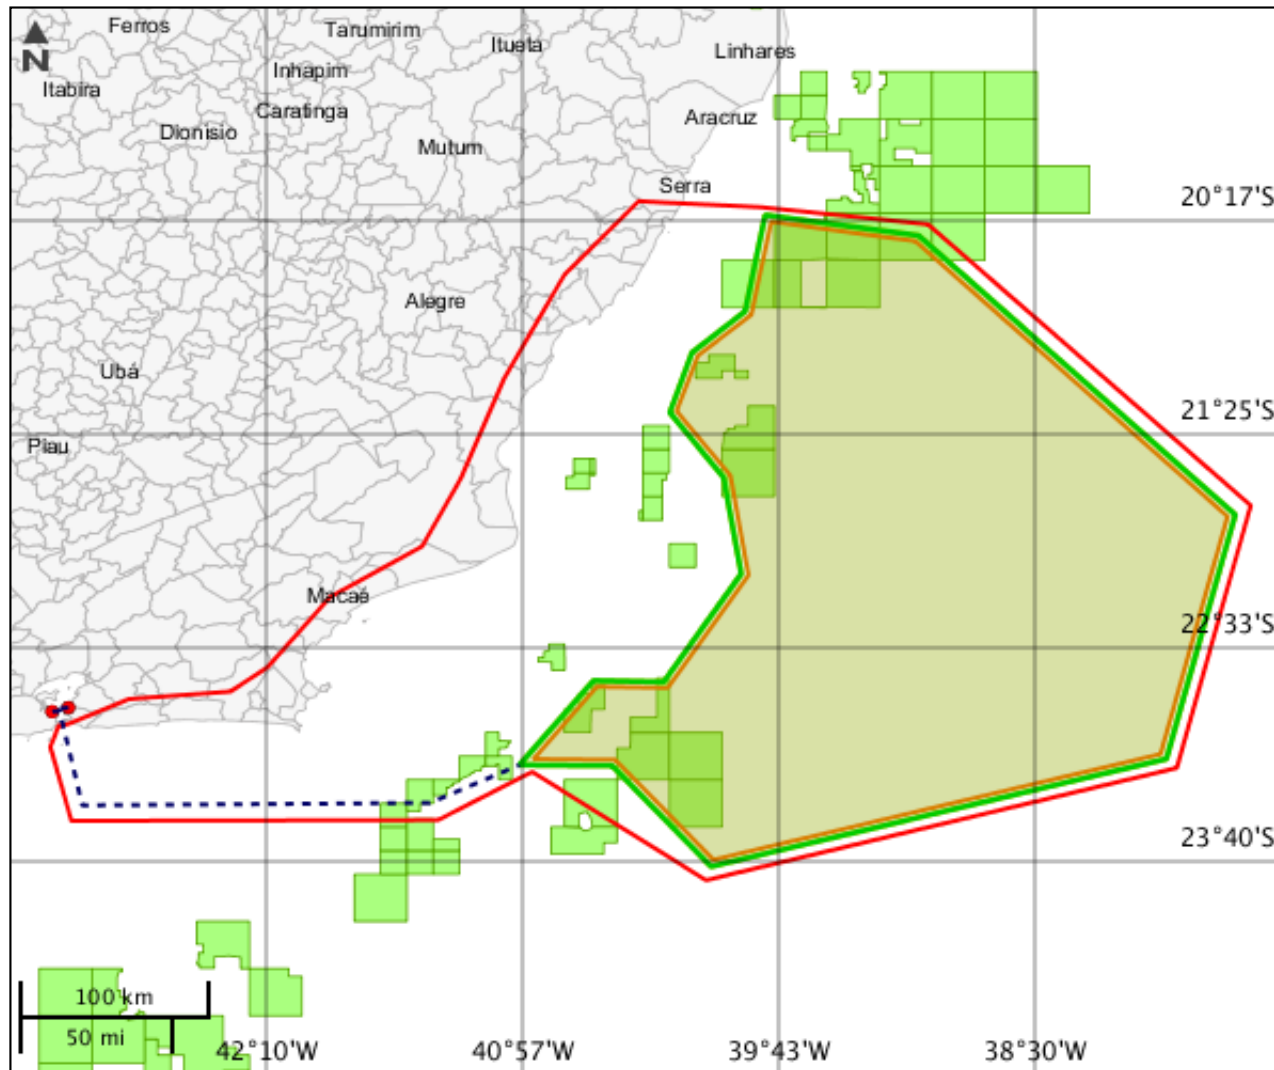 Ferros
Tarumirim
Itueta
Linhares
N
Inhapim
Itabira
Caratinga
Aracruz
Dionisio
Mutum
Serra
20°17'S
Alegre
Ubá
21°25'S
Piau
Macaé
22°33'S
23°40'S
100 km
50 mi
42°10'W
40°57'W
39°43'W
38°30'W